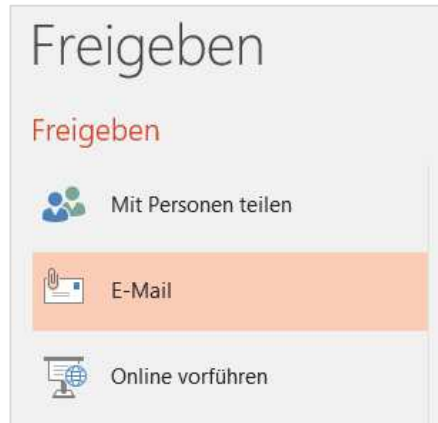 Freigeben
Freigeben
Mit Personen teilen
E-Mail
Online vorführen